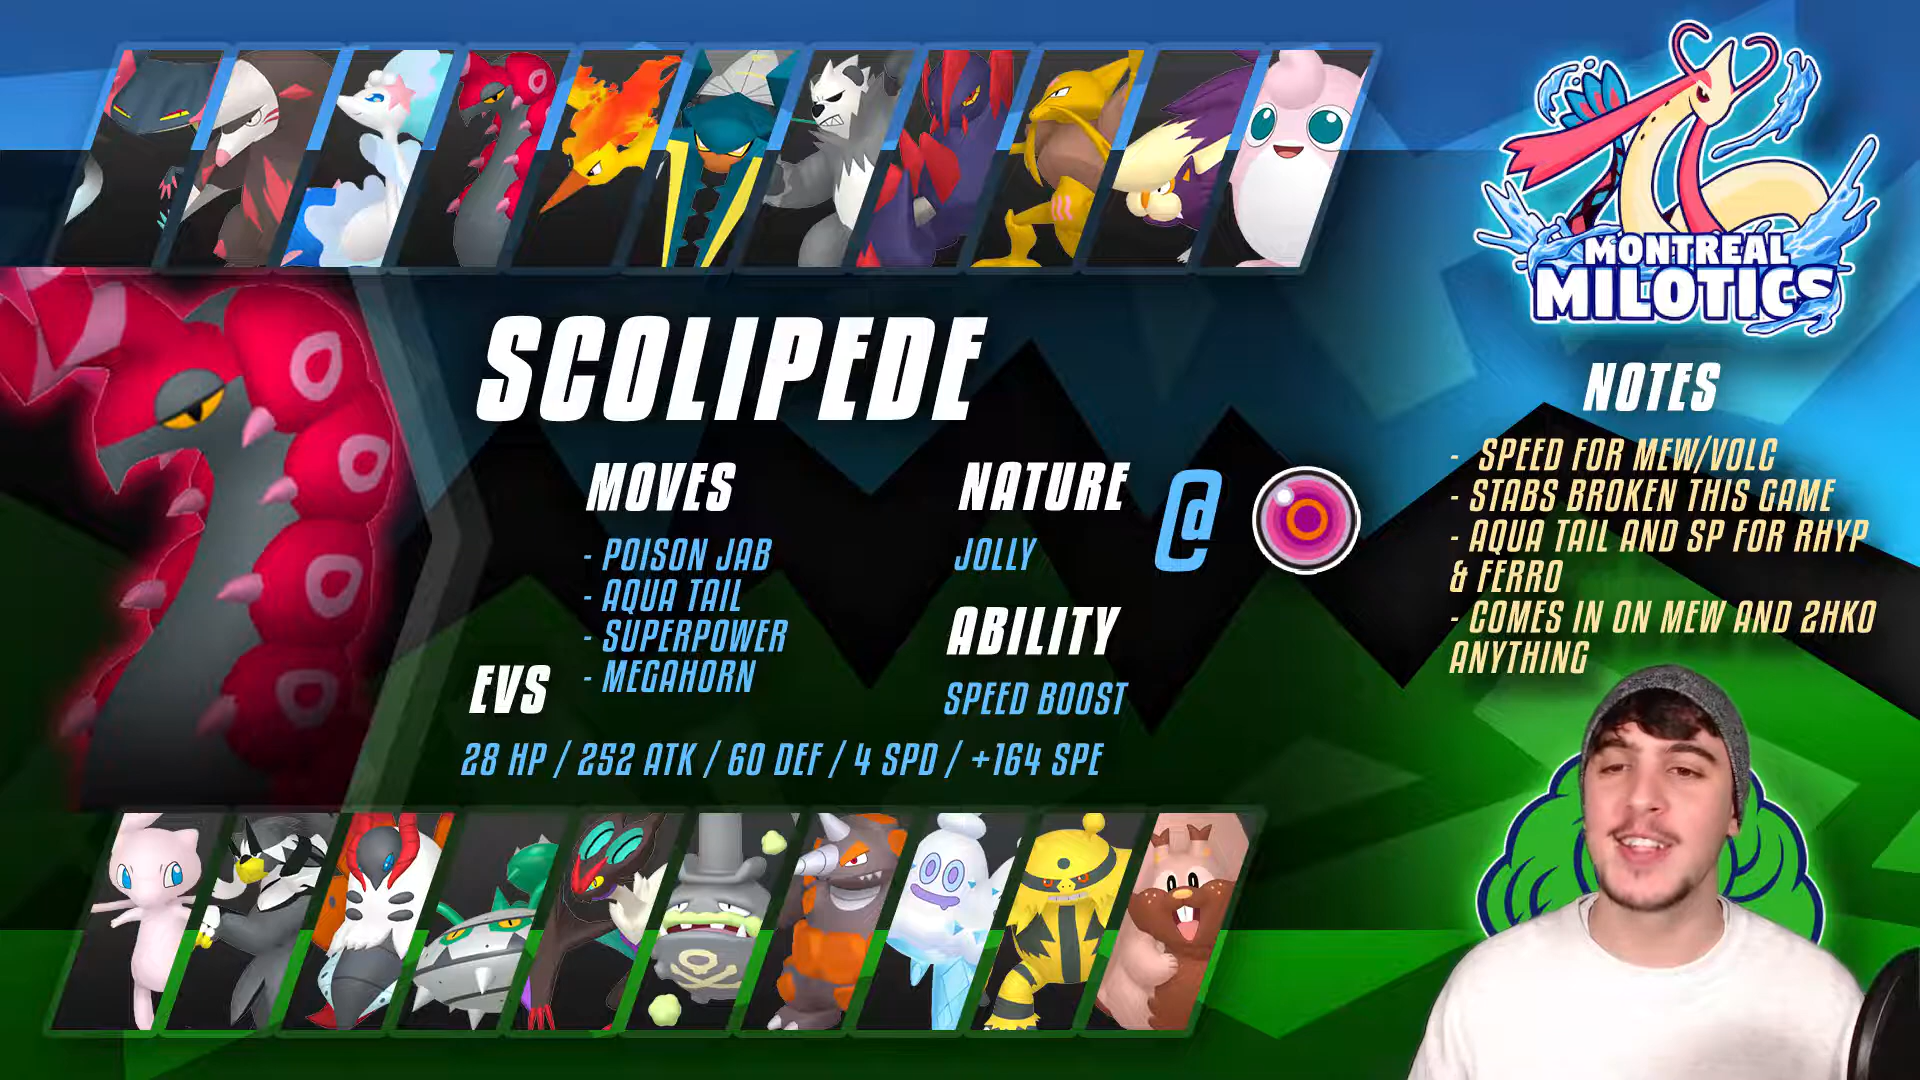 MONTREAL
MILOTICS
SCOLIPEDE
MOVES
- POISON JAB
- AQUA TAIL
- SUPERPOWER
- MEGAHORN
NATURE
JOLLY
@
ABILITY
SPEED BOOST
EVS
28 HP / 252 ATK / 60 DEF / 4 SPD / +164 SPE
NOTES
- SPEED FOR MEW/VOLC
- STABS BROKEN THIS GAME
- AQUA TAIL AND SP FOR RHYP
& FERRO
- COMES IN ON MEW AND 2HKO
ANYTHING